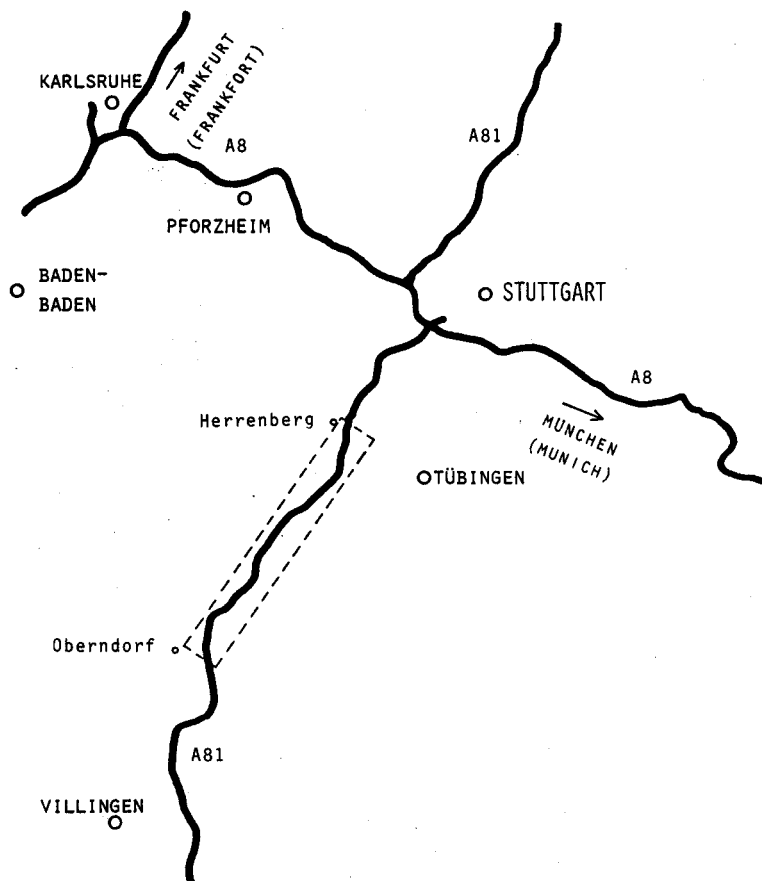 KARLSRUHE
FRANKFURT
(FRANKFORT)
A8
A81
PFORZHEIM
BADEN-
BADEN
STUTTGART
A8
MÜNCHEN
(MUNICH)
Herrenberg
TÜBINGEN
Oberndorf
A81
VILLINGEN